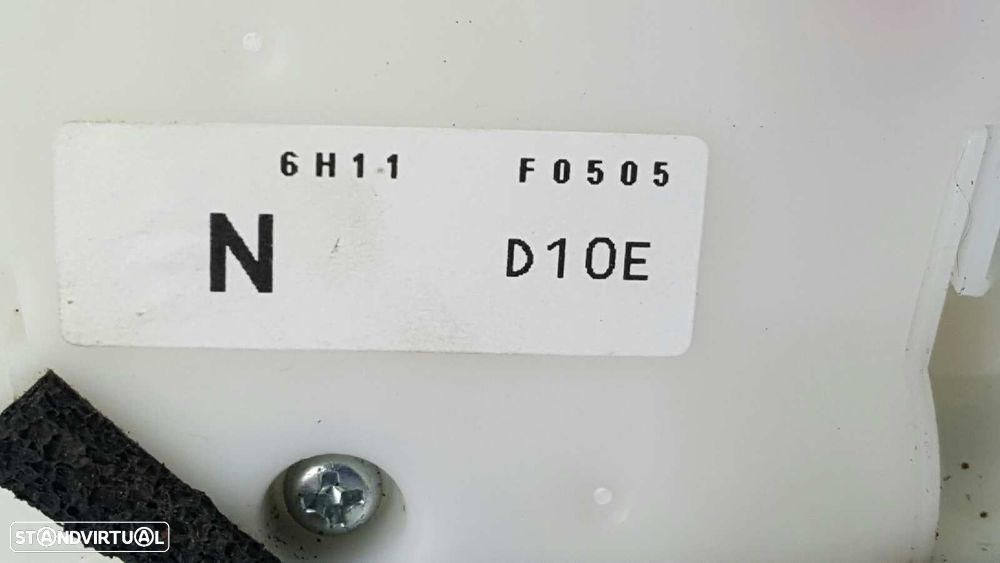 6H11 F0505
N D10E
STANDVIRTUAL